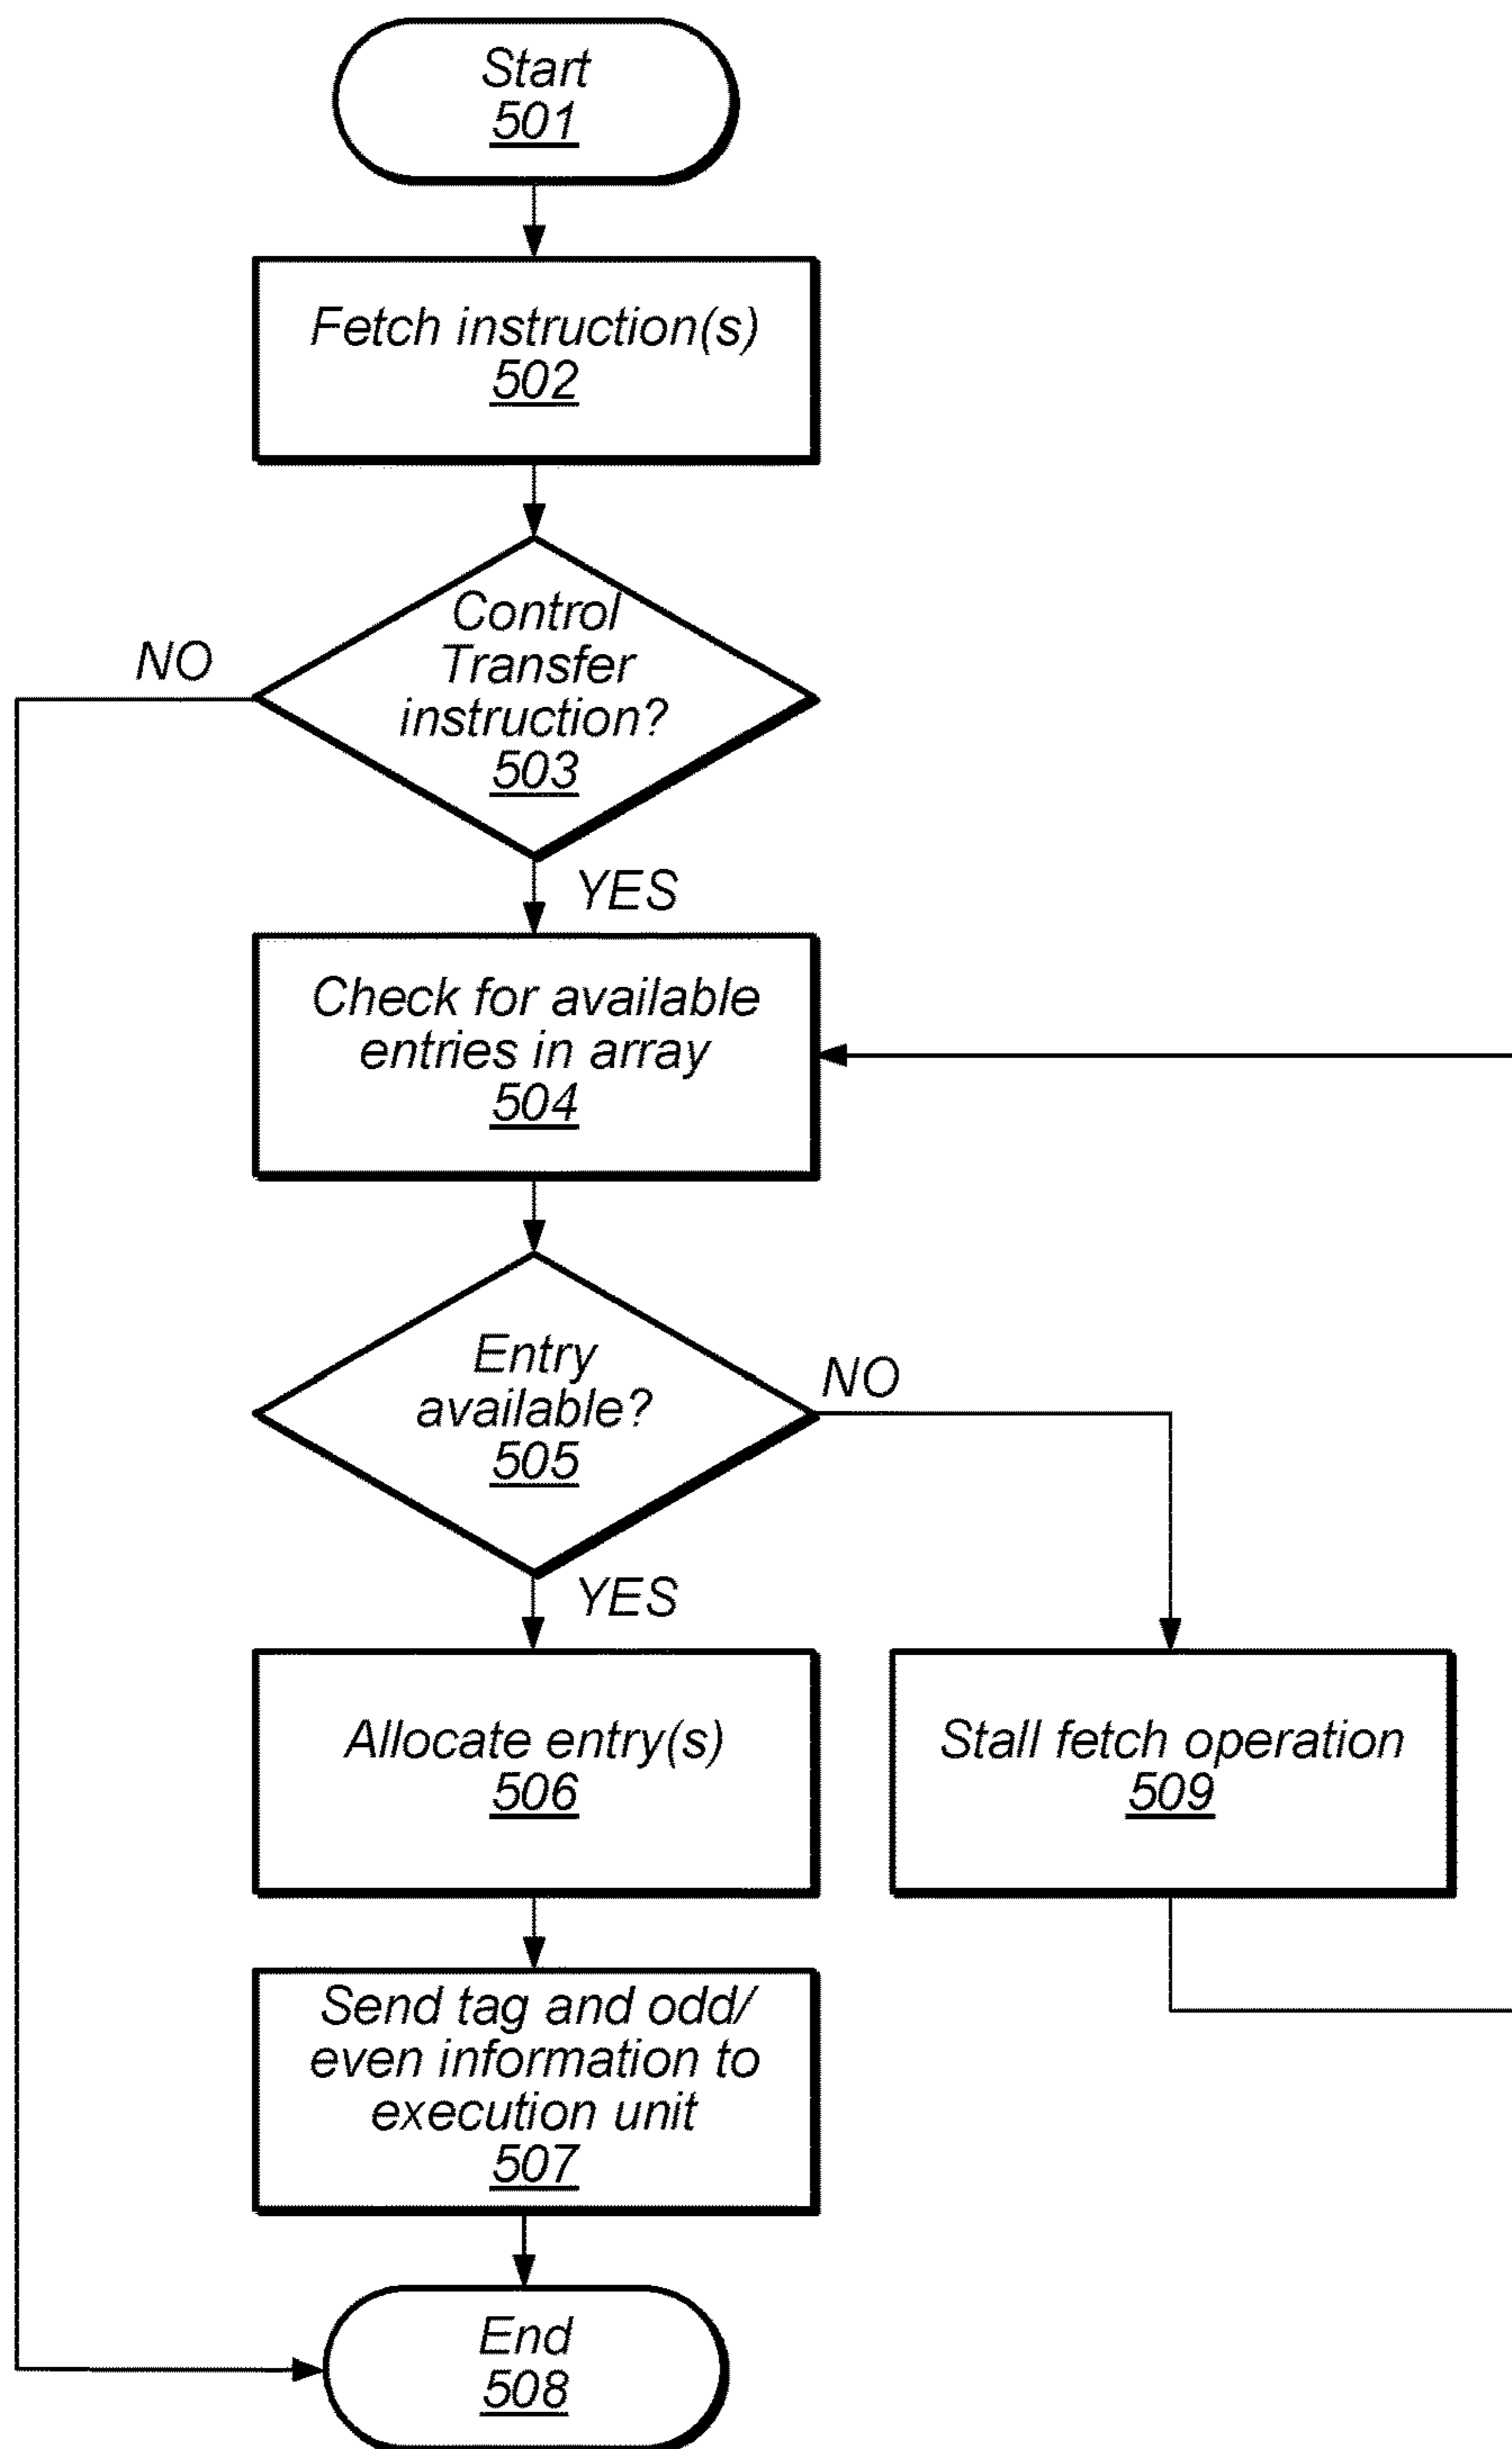 Start
501
Fetch instruction(s)
502
Control
Transfer
instruction?
503
NO
YES
Check for available
entries in array
504
Entry
available?
505
NO
YES
Allocate entry(s)
506
Stall fetch operation
509
Send tag and odd/
even information to
execution unit
507
End
508